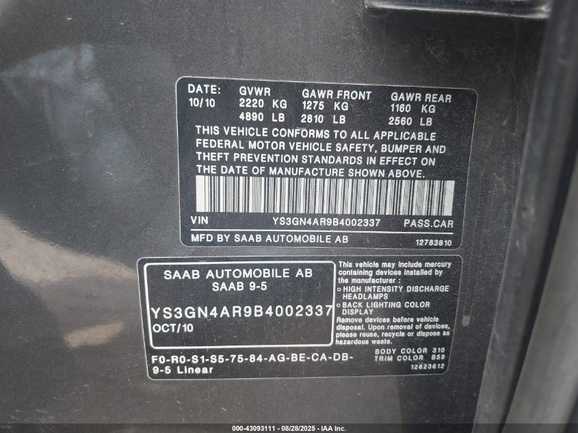 DATE: GVWR GAWR FRONT GAWR REAR
10/10 2220 KG 1275 KG 1160 KG
4890 LB 2810 LB 2560 LB
THIS VEHICLE CONFORMS TO ALL APPLICABLE
FEDERAL MOTOR VEHICLE SAFETY, BUMPER AND
THEFT PREVENTION STANDARDS IN EFFECT ON
THE DATE OF MANUFACTURE SHOWN ABOVE.
VIN YS3GN4AR9B4002337 PASS.CAR
MFD BY SAAB AUTOMOBILE AB 12783810
SAAB AUTOMOBILE AB
SAAB 9-5
YS3GN4AR9B4002337
OCT/10
This vehicle may include mercury
containing devices installed by
the manufacturer :
HIGH INTENSITY DISCHARGE
HEADLAMPS
BACK LIGHTING COLOR
DISPLAY
Remove devices before vehicle
disposal. Upon removal of devices,
please reuse, recycle or dispose
as hazardous waste.
F0-R0-S1-S5-75-84-AG-BE-CA-DB-
9-5 Linear
BODY COLOR 310
TRIM COLOR 859
12823612
000-43093111 - 08/28/2025 - IAA Inc.